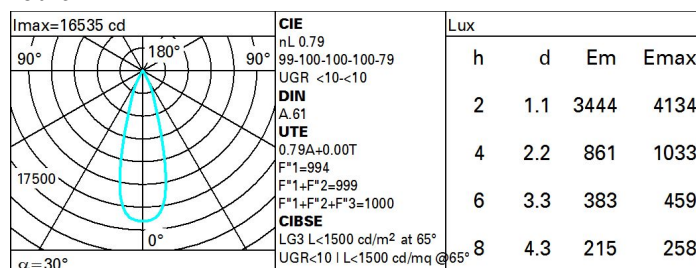 Imax=16535 cd
90°
180°
90°
17500
0°
α=30°
CIE
nL 0.79
99-100-100-100-79
UGR <10-<10
DIN
A.61
UTE
0.79A+0.00T
F"1=994
F"1+F"2=999
F"1+F"2+F"3=1000
CIBSE
LG3 L<1500 cd/m² at 65°
UGR<10 | L<1500 cd/mq @65°
Lux
h d Em Emax
2 1.1 3444 4134
4 2.2 861 1033
6 3.3 383 459
8 4.3 215 258